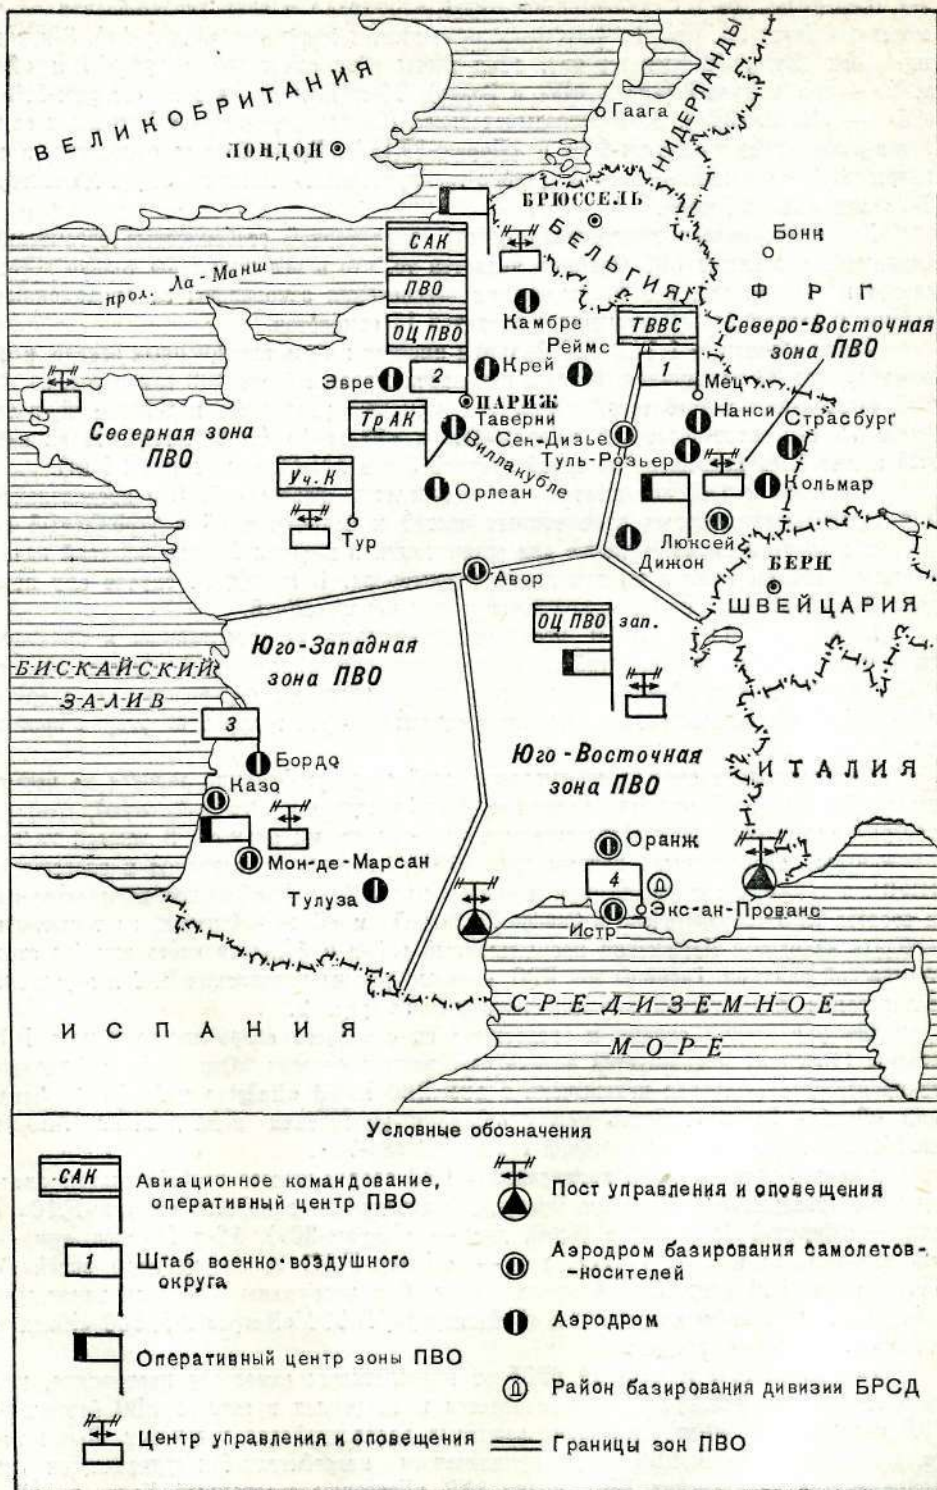 ВЕЛИКОБРИТАНИЯ
ЛОНДОН
Гаага
НИДЕРЛАНДЫ
БРЮССЕЛЬ
БЕЛЬГИЯ
Бонн
ФРГ
прол. Ла-Манш
САК
ПВО
ОЦ ПВО
2
Камбре
Реймс
ТВВС
1
Северо-Восточная
зона ПВО
Эвре
Крей
Мец
ПАРИЖ
Нанси
Страсбург
ТрАК
Таверни
Сен-Дизье
Виллакубле
Туль-Розьер
Северная зона
ПВО
Уч.К
Орлеан
Кольмар
Тур
Люксей
Дижон
БЕРН
Авор
ШВЕЙЦАРИЯ
ОЦ ПВО зап.
Юго-Западная
зона ПВО
БИСКАЙСКИЙ
ЗАЛИВ
3
Бордо
Казо
Юго-Восточная
зона ПВО
ИТАЛИЯ
Мон-де-Марсан
Тулуза
Оранж
4
Экс-ан-Прованс
Истр
ИСПАНИЯ
СРЕДИЗЕМНОЕ
МОРЕ
Условные обозначения
САК
Авиационное командование,
оперативный центр ПВО
1
Штаб военно-воздушного
округа
Оперативный центр зоны ПВО
Центр управления и оповещения
Пост управления и оповещения
Аэродром базирования самолетов-
-носителей
Аэродром
Район базирования дивизии БРСД
Границы зон ПВО